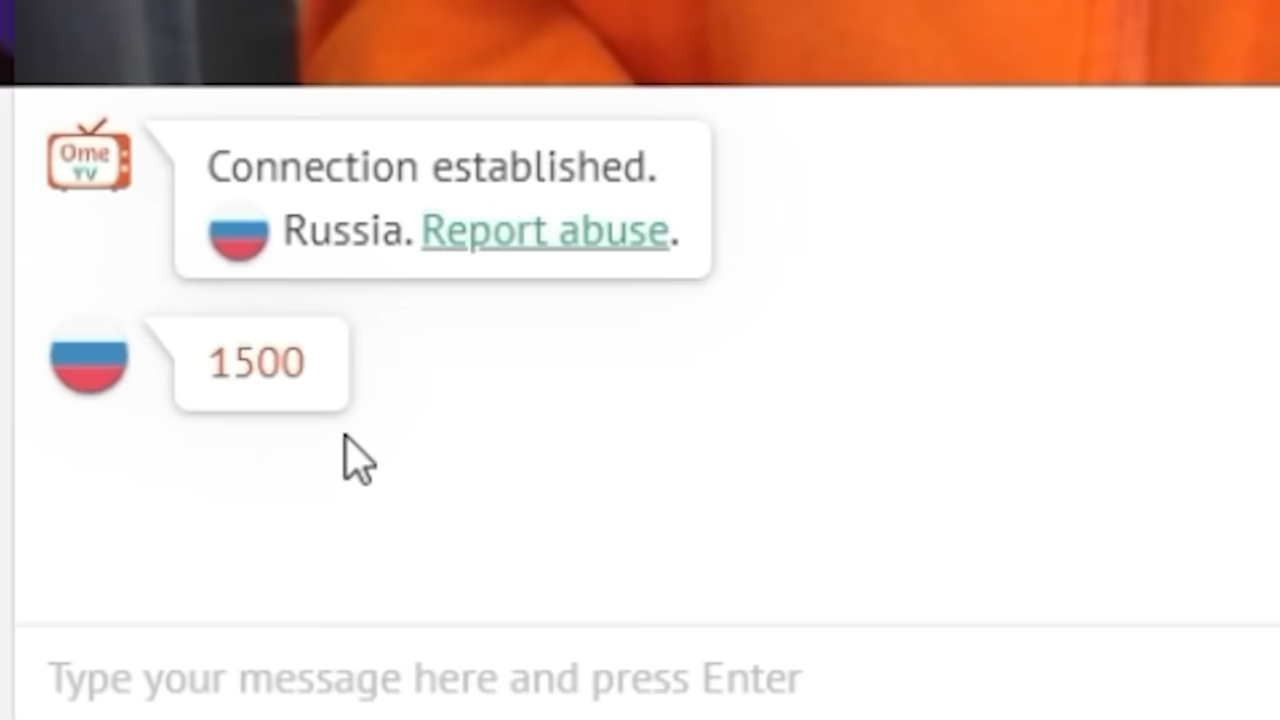 Ome
TV
Connection established.
Russia. Report abuse.
1500
Type your message here and press Enter